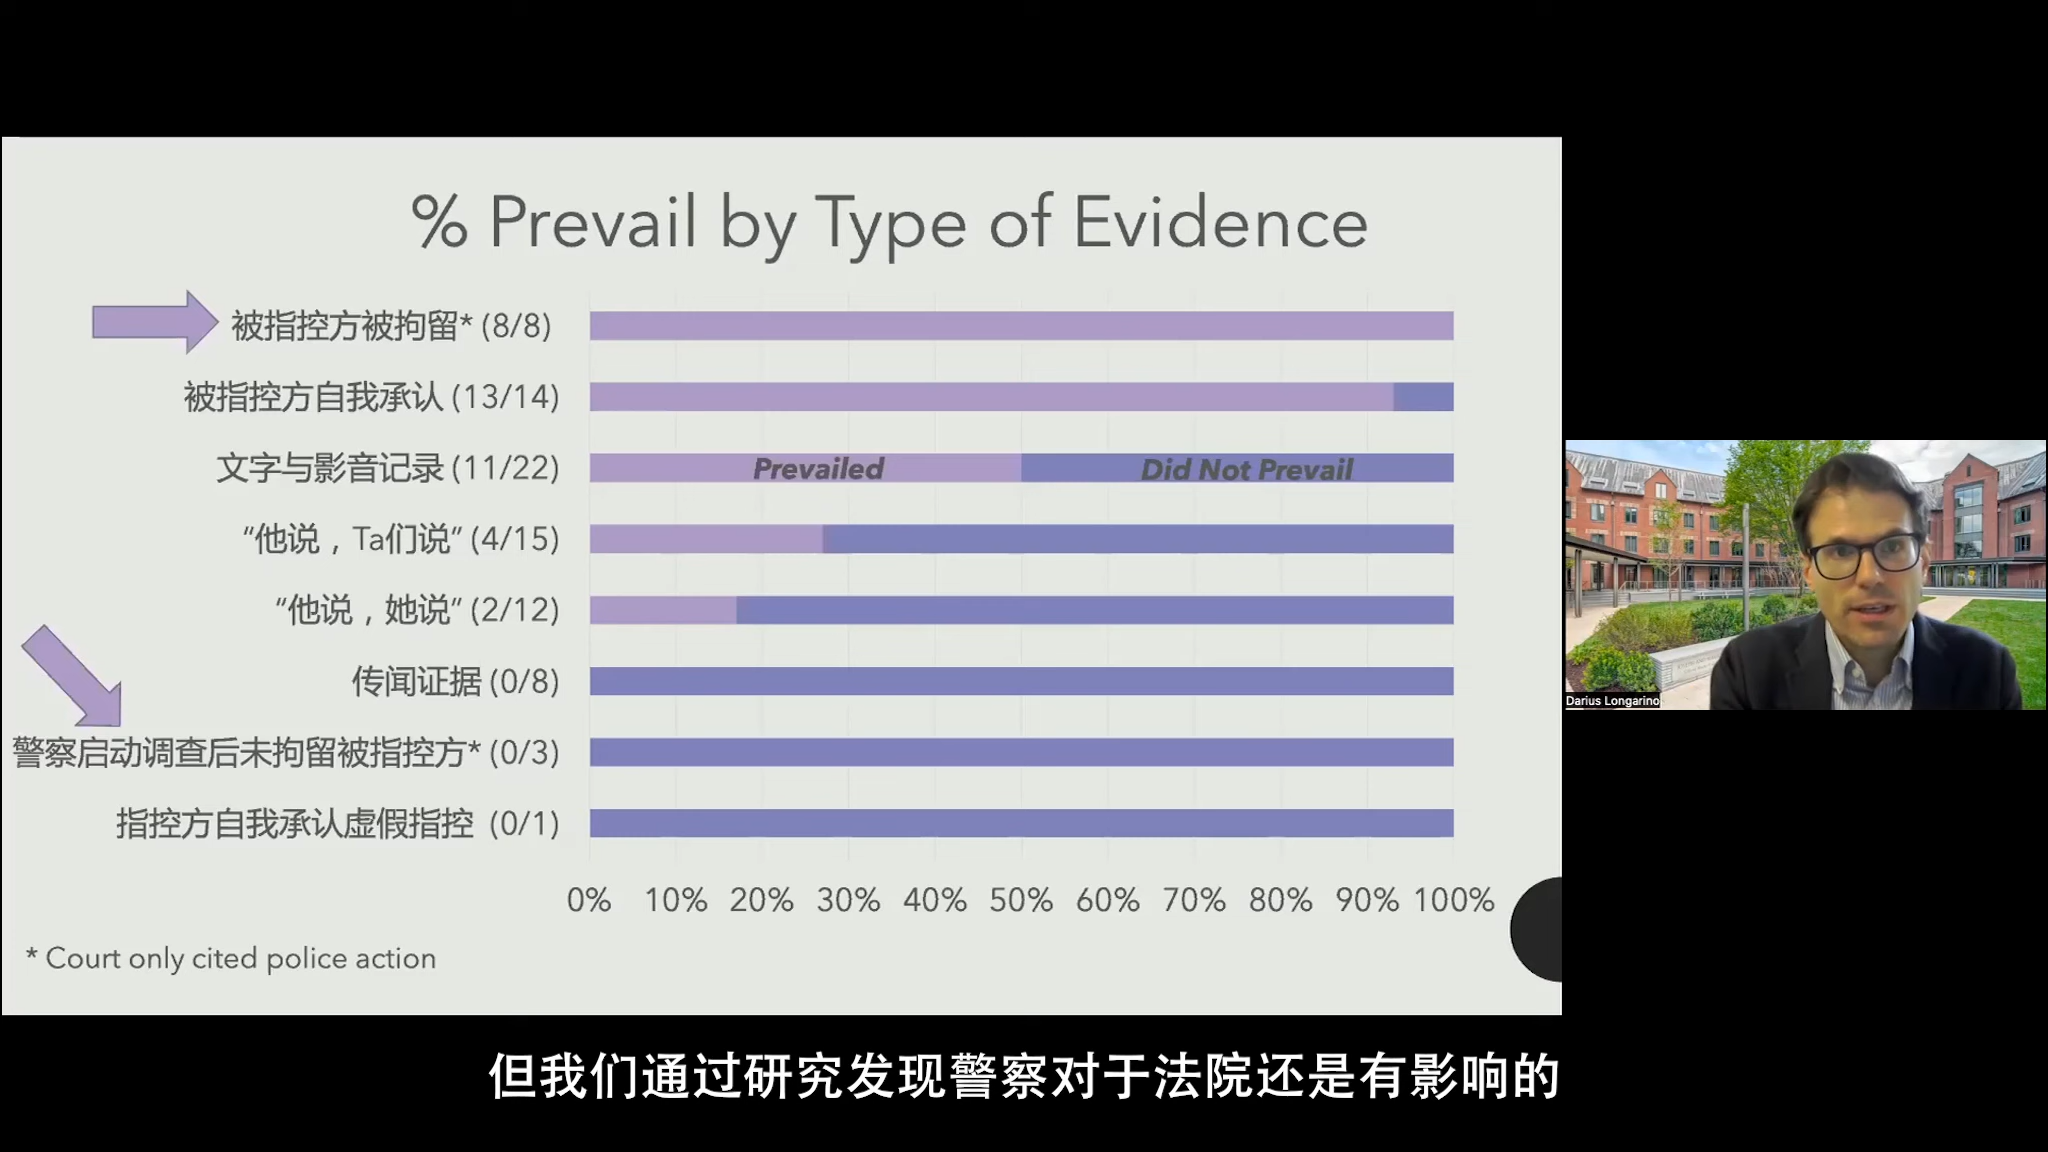 % Prevail by Type of Evidence
被指控方被拘留* (8/8)
被指控方自我承认 (13/14)
文字与影音记录 (11/22)
Prevailed
Did Not Prevail
“他说，Ta们说” (4/15)
“他说，她说” (2/12)
传闻证据 (0/8)
警察启动调查后未拘留被指控方* (0/3)
指控方自我承认虚假指控 (0/1)
0% 10% 20% 30% 40% 50% 60% 70% 80% 90% 100%
* Court only cited police action
Darius Longarino
但我们通过研究发现警察对于法院还是有影响的